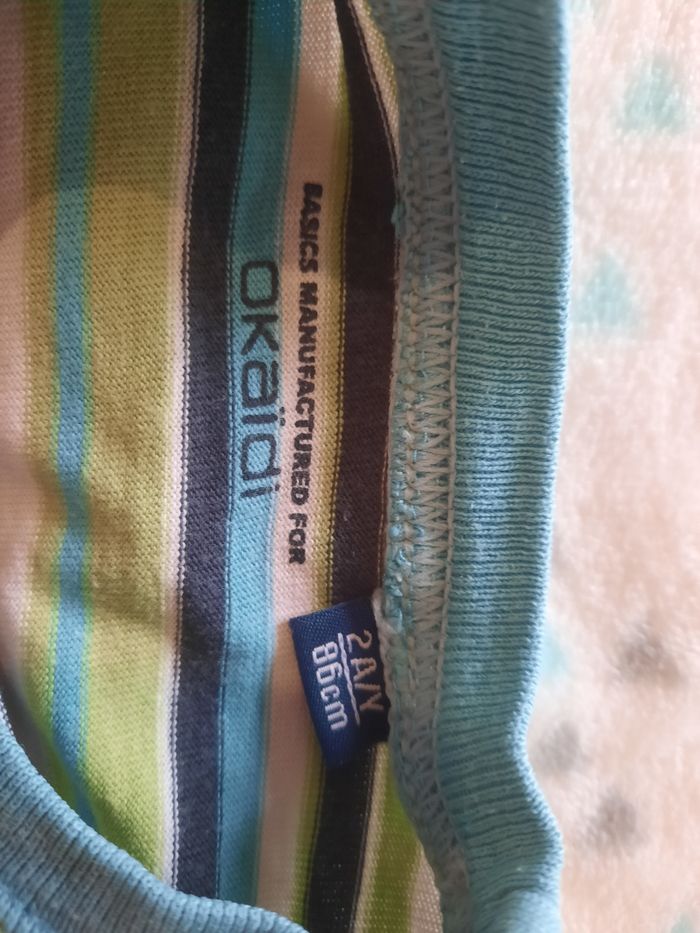 BASICS MANUFACTURED FOR
OKaïdi
2A/Y
86cm